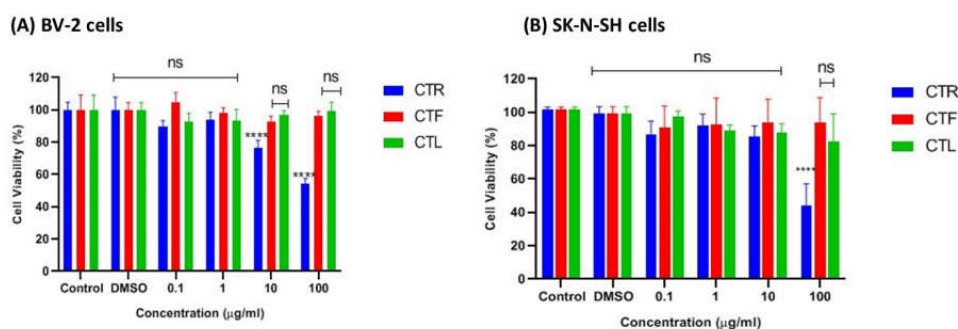 (A) BV-2 cells
ns
120
100
80
60
40
20
0
Cell Viability (%)
****
ns
****
ns
CTR
CTF
CTL
Control DMSO 0.1 1 10 100
Concentration (µg/ml)
(B) SK-N-SH cells
ns
120
100
80
60
40
20
0
Cell Viability (%)
ns
****
CTR
CTF
CTL
Control DMSO 0.1 1 10 100
Concentration (µg/ml)